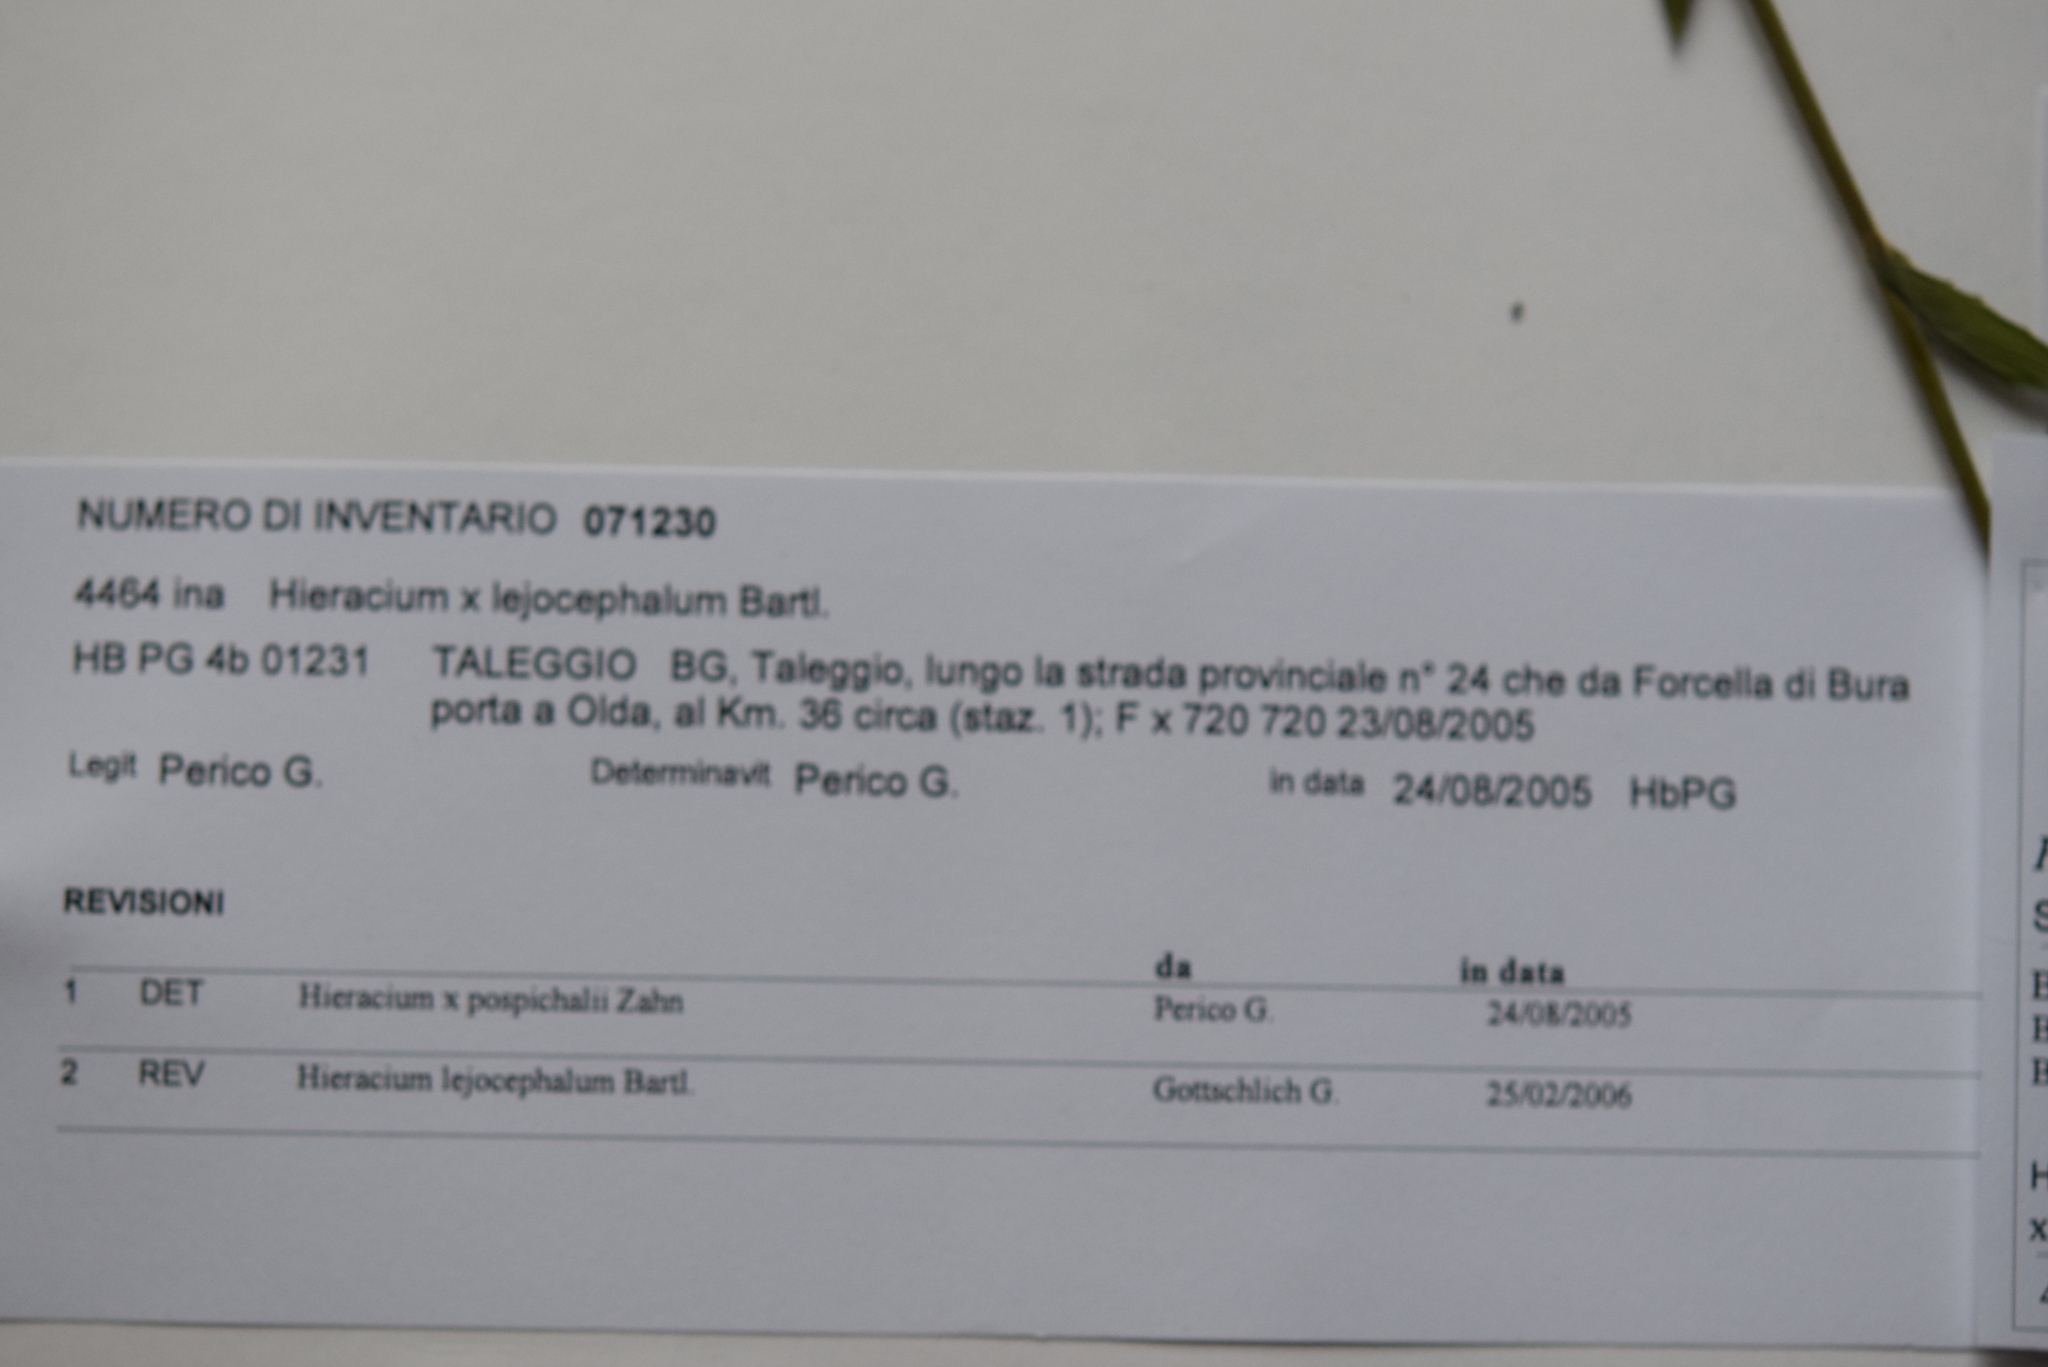 NUMERO DI INVENTARIO 071230
4464 ina Hieracium x lejocephalum Bartl.
HB PG 4b 01231 TALEGGIO BG, Taleggio, lungo la strada provinciale n° 24 che da Forcella di Bura
porta a Olda, al Km. 36 circa (staz. 1); F x 720 720 23/08/2005
Legit Perico G. Determinavit Perico G. in data 24/08/2005 HbPG
REVISIONI
da in data
1 DET Hieracium x pospichalii Zahn Perico G. 24/08/2005
2 REV Hieracium lejocephalum Bartl. Gottschlich G. 25/02/2006